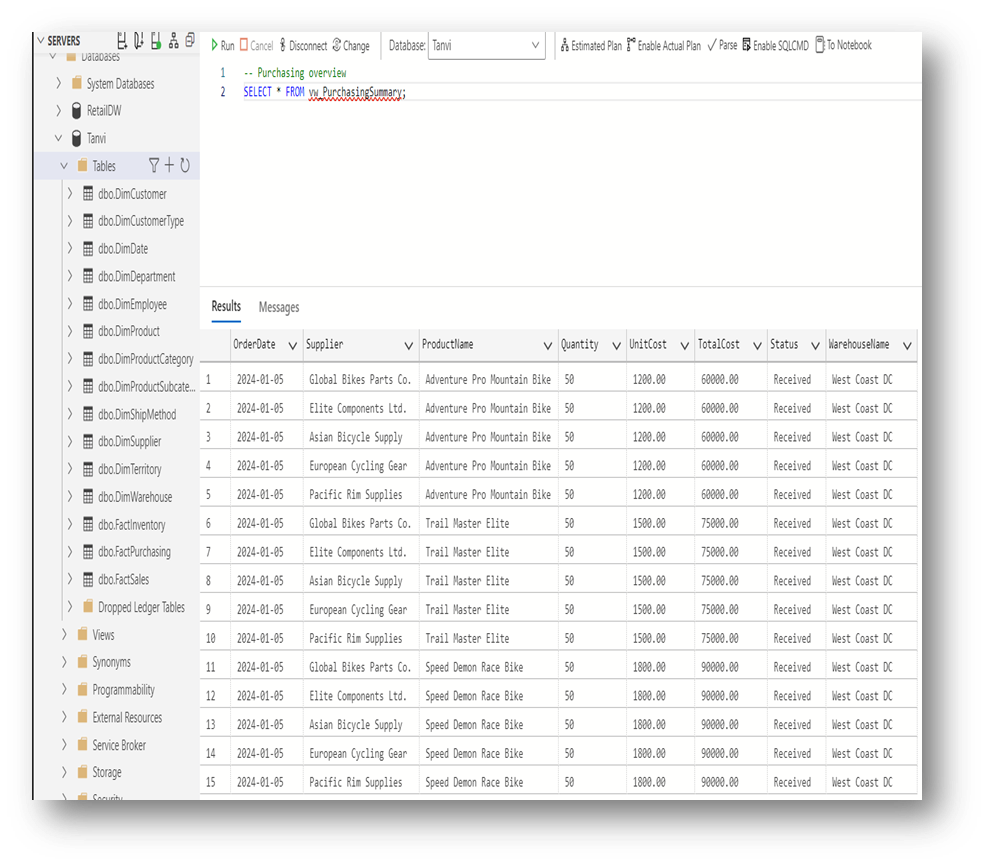 SERVERS
Databases
System Databases
RetailDW
Tanvi
Tables
dbo.DimCustomer
dbo.DimCustomerType
dbo.DimDate
dbo.DimDepartment
dbo.DimEmployee
dbo.DimProduct
dbo.DimProductCategory
dbo.DimProductSubcate...
dbo.DimShipMethod
dbo.DimSupplier
dbo.DimTerritory
dbo.DimWarehouse
dbo.FactInventory
dbo.FactPurchasing
dbo.FactSales
Dropped Ledger Tables
Views
Synonyms
Programmability
External Resources
Service Broker
Storage
Security
Run Cancel Disconnect Change Database: Tanvi Estimated Plan Enable Actual Plan Parse Enable SQLCMD To Notebook
1 -- Purchasing overview
2 SELECT * FROM vw_PurchasingSummary;
Results Messages
OrderDate Supplier ProductName Quantity UnitCost TotalCost Status WarehouseName
1 2024-01-05 Global Bikes Parts Co. Adventure Pro Mountain Bike 50 1200.00 60000.00 Received West Coast DC
2 2024-01-05 Elite Components Ltd. Adventure Pro Mountain Bike 50 1200.00 60000.00 Received West Coast DC
3 2024-01-05 Asian Bicycle Supply Adventure Pro Mountain Bike 50 1200.00 60000.00 Received West Coast DC
4 2024-01-05 European Cycling Gear Adventure Pro Mountain Bike 50 1200.00 60000.00 Received West Coast DC
5 2024-01-05 Pacific Rim Supplies Adventure Pro Mountain Bike 50 1200.00 60000.00 Received West Coast DC
6 2024-01-05 Global Bikes Parts Co. Trail Master Elite 50 1500.00 75000.00 Received West Coast DC
7 2024-01-05 Elite Components Ltd. Trail Master Elite 50 1500.00 75000.00 Received West Coast DC
8 2024-01-05 Asian Bicycle Supply Trail Master Elite 50 1500.00 75000.00 Received West Coast DC
9 2024-01-05 European Cycling Gear Trail Master Elite 50 1500.00 75000.00 Received West Coast DC
10 2024-01-05 Pacific Rim Supplies Trail Master Elite 50 1500.00 75000.00 Received West Coast DC
11 2024-01-05 Global Bikes Parts Co. Speed Demon Race Bike 50 1800.00 90000.00 Received West Coast DC
12 2024-01-05 Elite Components Ltd. Speed Demon Race Bike 50 1800.00 90000.00 Received West Coast DC
13 2024-01-05 Asian Bicycle Supply Speed Demon Race Bike 50 1800.00 90000.00 Received West Coast DC
14 2024-01-05 European Cycling Gear Speed Demon Race Bike 50 1800.00 90000.00 Received West Coast DC
15 2024-01-05 Pacific Rim Supplies Speed Demon Race Bike 50 1800.00 90000.00 Received West Coast DC